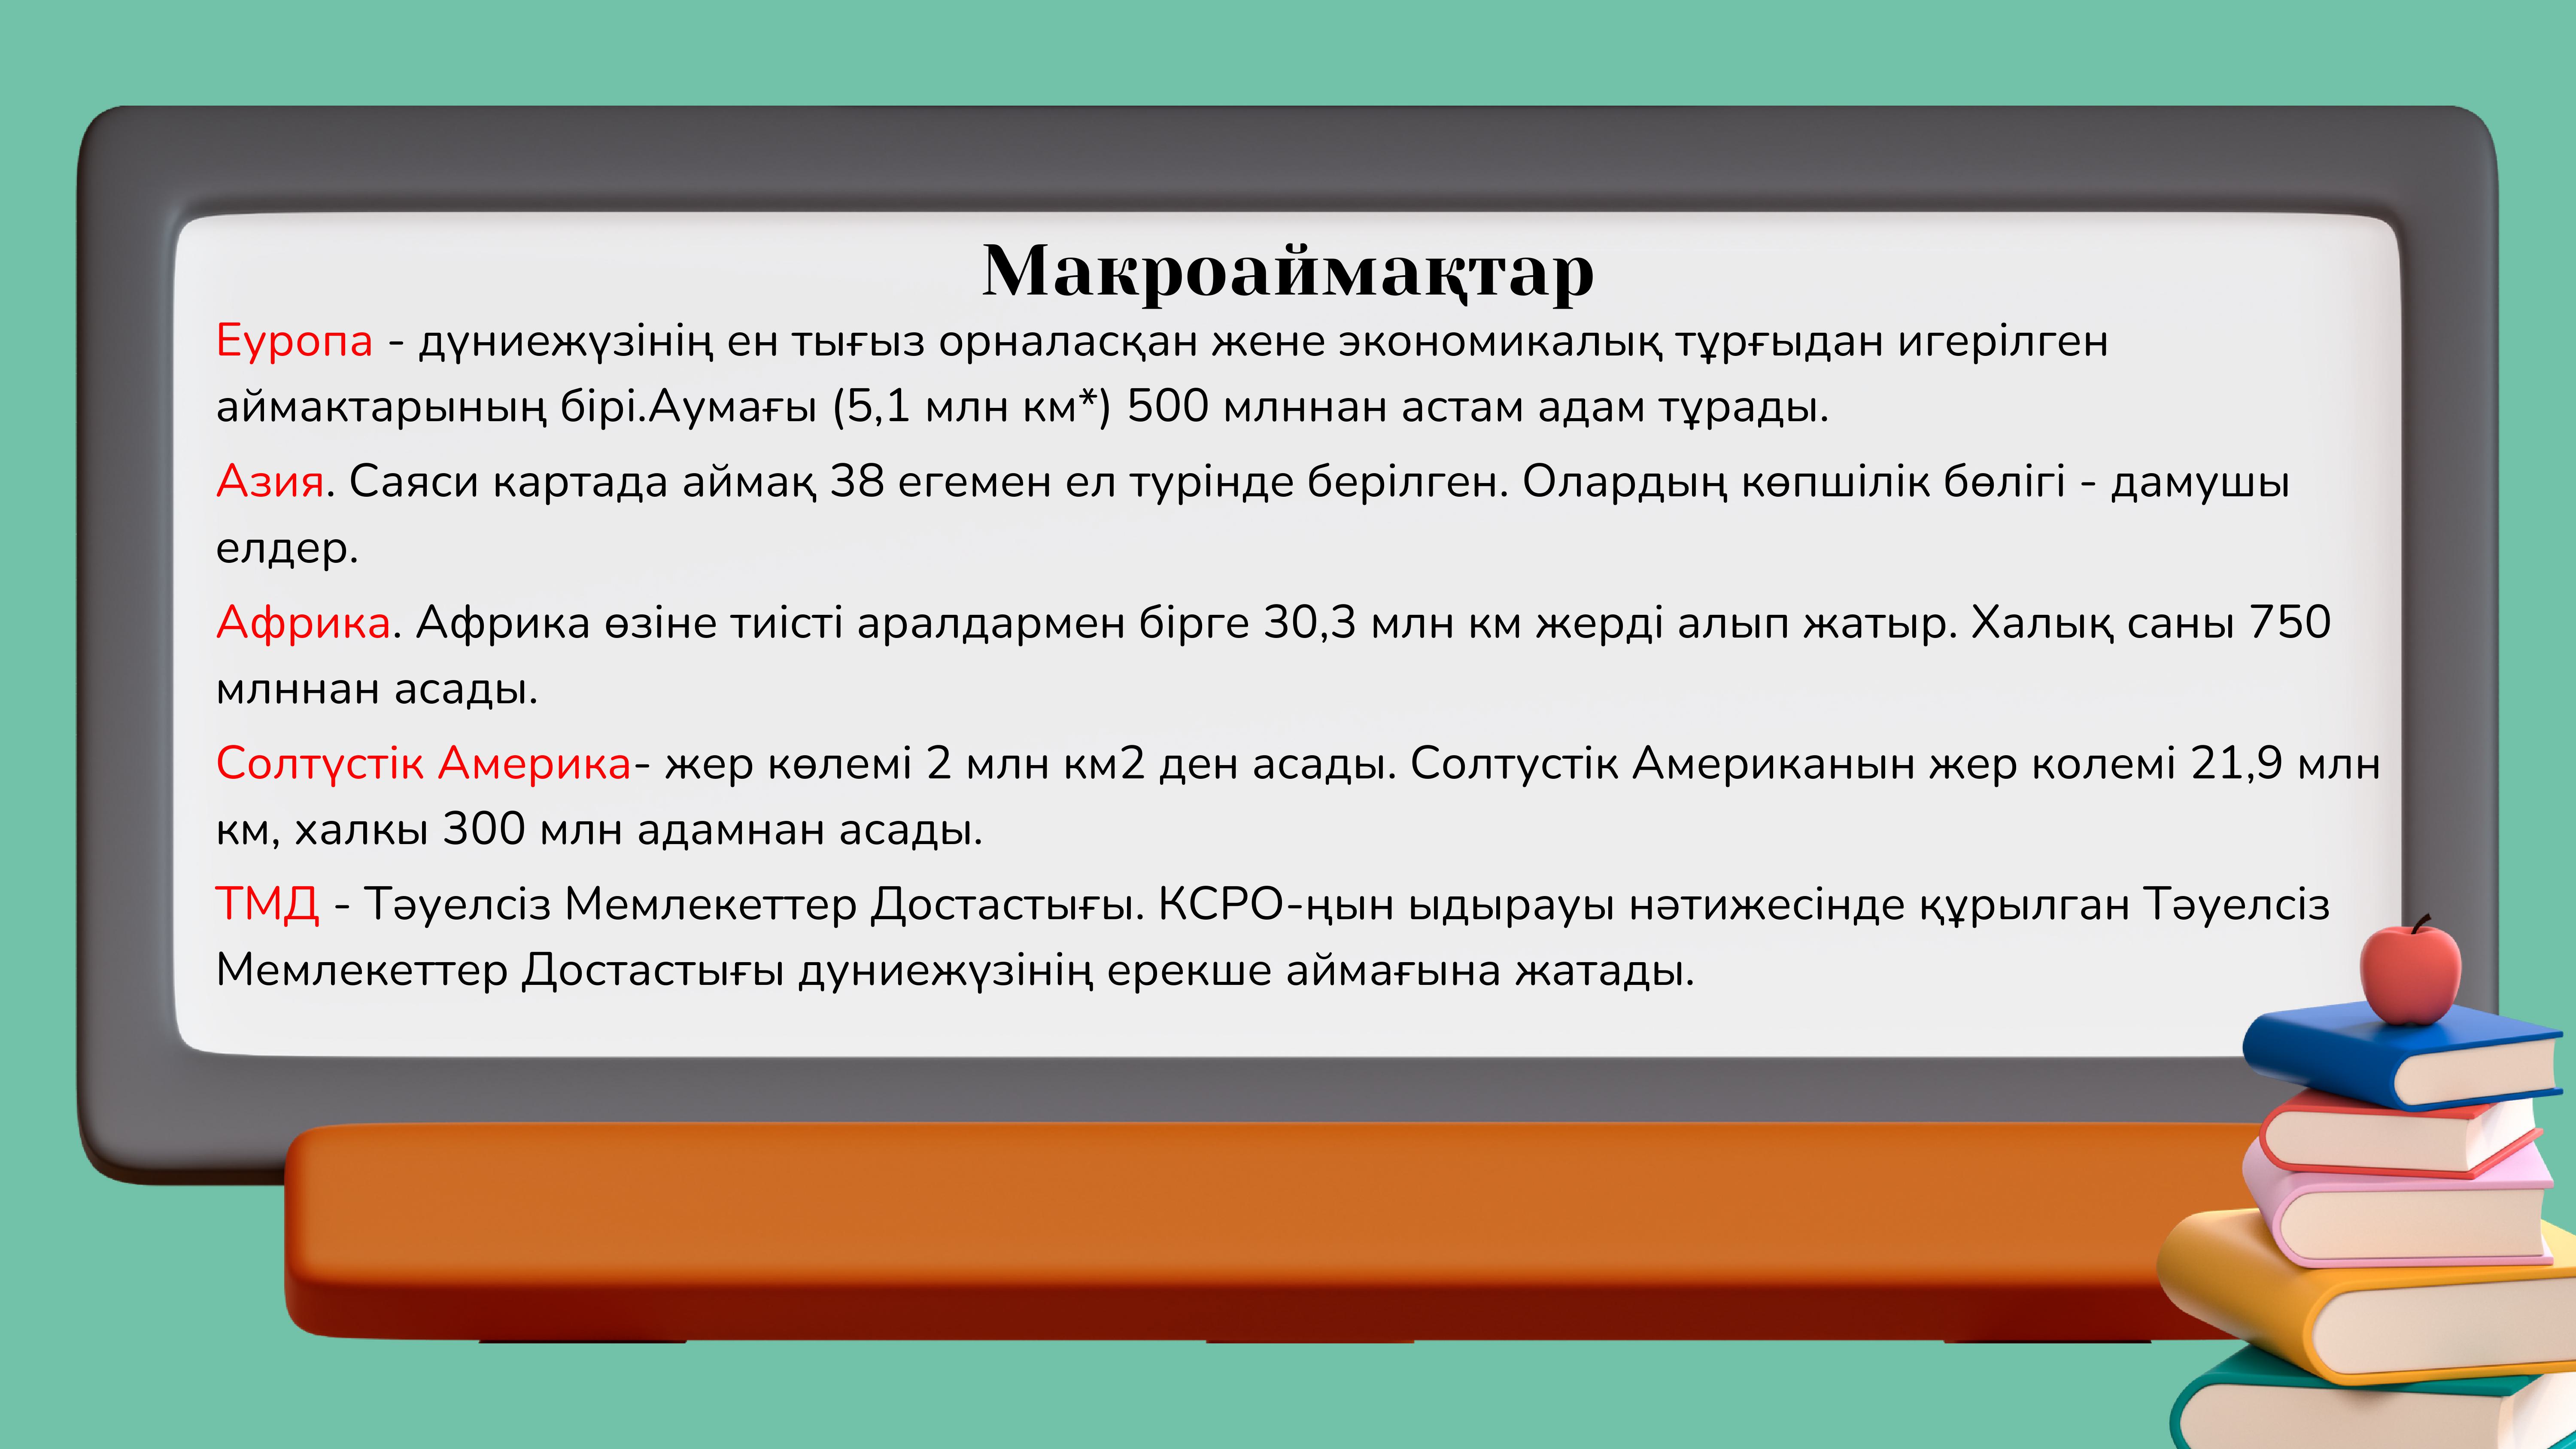 Макроаймақтар
Еуропа - дүниежүзінің ен тығыз орналасқан жене экономикалық тұрғыдан игерілген
аймактарының бірі.Аумағы (5,1 млн км*) 500 млннан астам адам тұрады.
Азия. Саяси картада аймақ 38 егемен ел турінде берілген. Олардың көпшілік бөлігі - дамушы
елдер.
Африка. Африка өзіне тиісті аралдармен бірге 30,3 млн км жерді алып жатыр. Халық саны 750
млннан асады.
Солтүстік Америка- жер көлемі 2 млн км2 ден асады. Солтустік Американын жер колемі 21,9 млн
км, халкы 300 млн адамнан асады.
ТМД - Тәуелсіз Мемлекеттер Достастығы. КСРО-ңын ыдырауы нәтижесінде құрылган Тәуелсіз
Мемлекеттер Достастығы дуниежүзінің ерекше аймағына жатады.